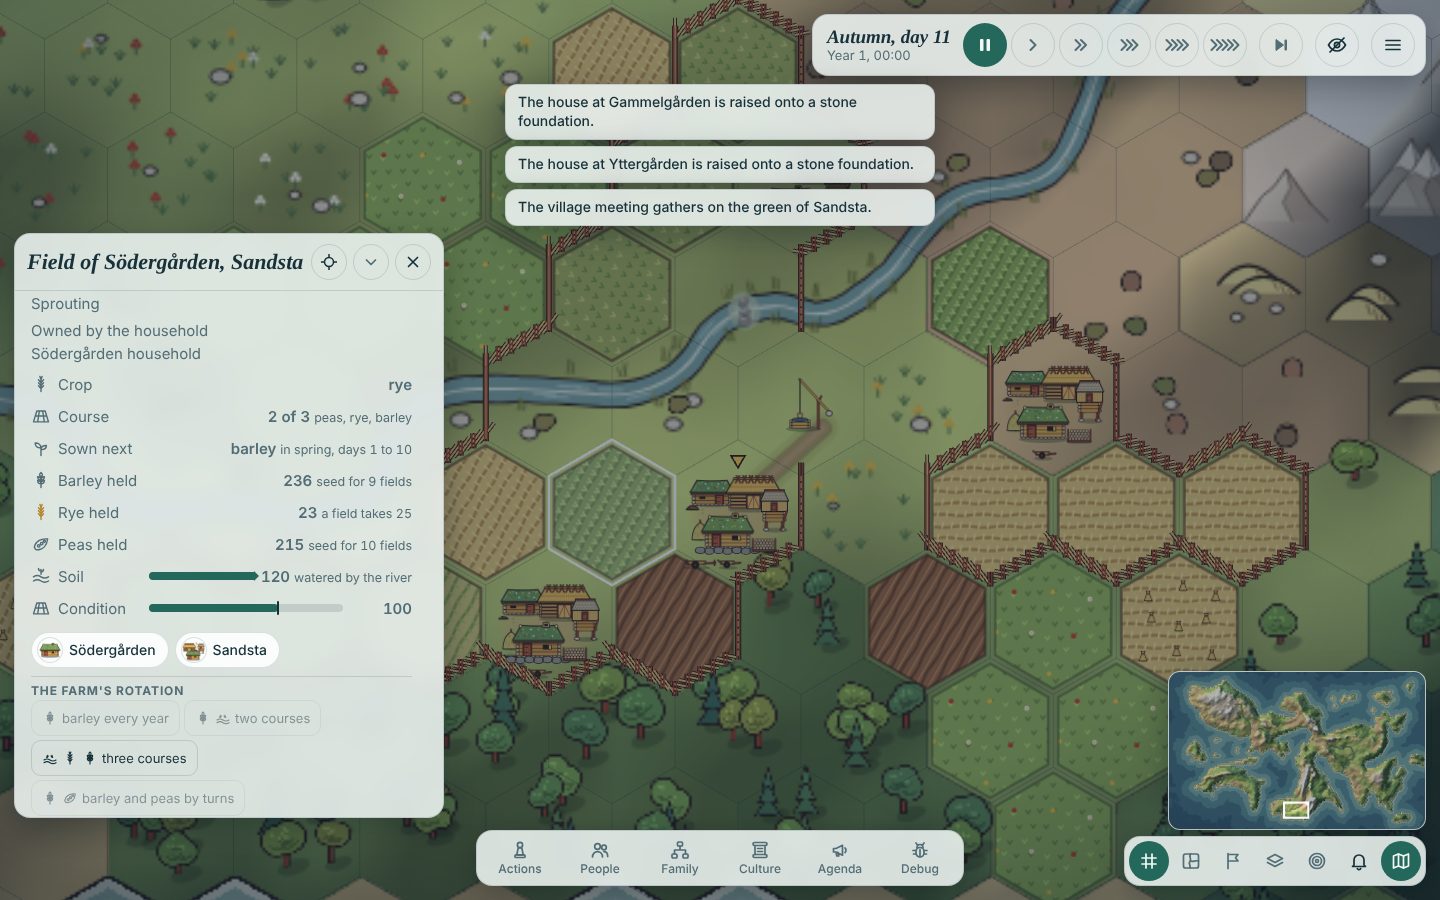 Autumn, day 11
Year 1, 00:00
The house at Gammelgården is raised onto a stone
foundation.
The house at Yttergården is raised onto a stone foundation.
The village meeting gathers on the green of Sandsta.
Field of Södergården, Sandsta
Sprouting
Owned by the household
Södergården household
Crop rye
Course 2 of 3 peas, rye, barley
Sown next barley in spring, days 1 to 10
Barley held 236 seed for 9 fields
Rye held 23 a field takes 25
Peas held 215 seed for 10 fields
Soil 120 watered by the river
Condition 100
Södergården Sandsta
THE FARM'S ROTATION
barley every year two courses
three courses
barley and peas by turns
Actions People Family Culture Agenda Debug